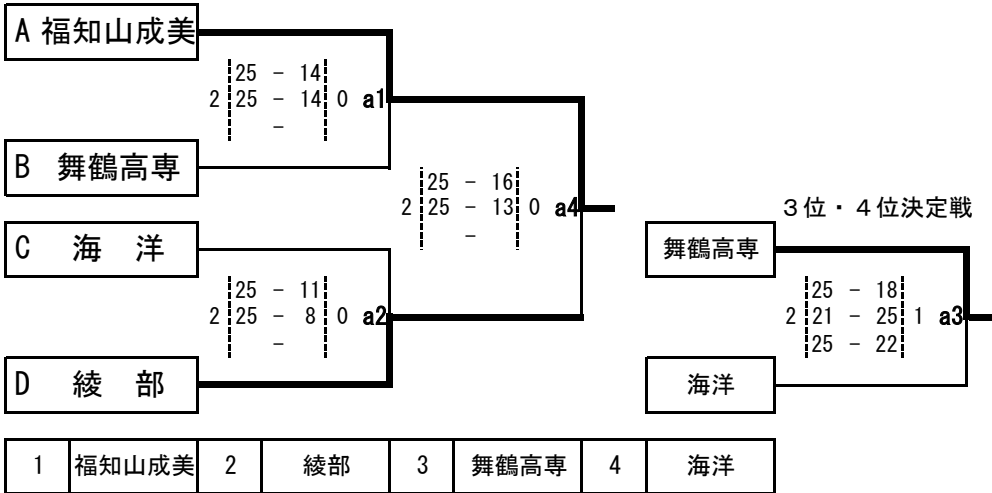 A 福知山成美
25 - 14
2 25 - 14 0 a1
-
B 舞鶴高専
25 - 16
2 25 - 13 0 a4
-
C 海 洋
25 - 11
2 25 - 8 0 a2
-
D 綾 部
３位・４位決定戦
舞鶴高専
25 - 18
2 21 - 25 1 a3
25 - 22
海洋
1 福知山成美 2 綾部 3 舞鶴高専 4 海洋